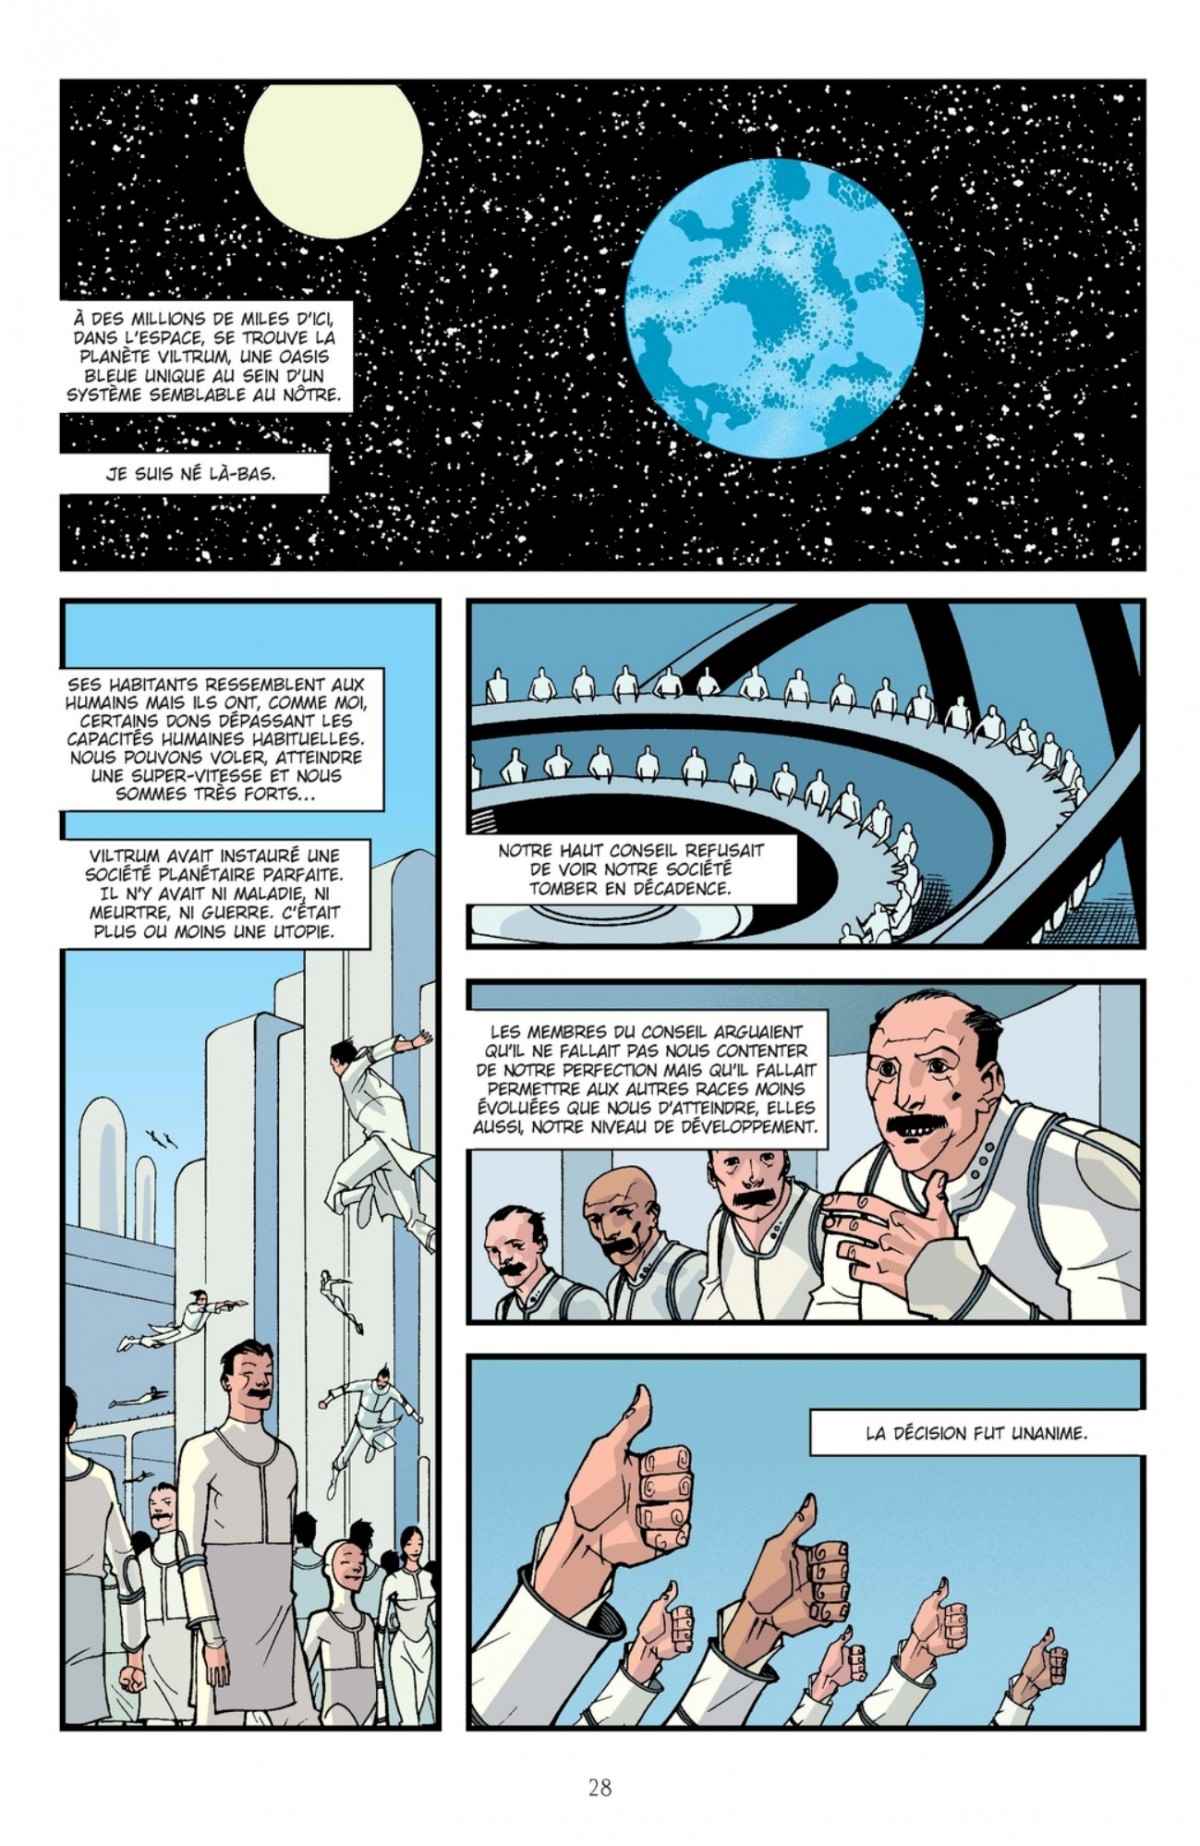 À DES MILLIONS DE MILES D'ICI,
DANS L'ESPACE, SE TROUVE LA
PLANÈTE VILTRUM, UNE OASIS
BLEUE UNIQUE AU SEIN D'UN
SYSTÈME SEMBLABLE AU NÔTRE.
JE SUIS NÉ LÀ-BAS.
SES HABITANTS RESSEMBLENT AUX
HUMAINS MAIS ILS ONT, COMME MOI,
CERTAINS DONS DÉPASSANT LES
CAPACITÉS HUMAINES HABITUELLES.
NOUS POUVONS VOLER, ATTEINDRE
UNE SUPER-VITESSE ET NOUS
SOMMES TRÈS FORTS...
VILTRUM AVAIT INSTAURÉ UNE
SOCIÉTÉ PLANÉTAIRE PARFAITE.
IL N'Y AVAIT NI MALADIE, NI
MEURTRE, NI GUERRE. C'ÉTAIT
PLUS OU MOINS UNE UTOPIE.
NOTRE HAUT CONSEIL REFUSAIT
DE VOIR NOTRE SOCIÉTÉ
TOMBER EN DÉCADENCE.
LES MEMBRES DU CONSEIL ARGUAIENT
QU'IL NE FALLAIT PAS NOUS CONTENTER
DE NOTRE PERFECTION MAIS QU'IL FALLAIT
PERMETTRE AUX AUTRES RACES MOINS
ÉVOLUÉES QUE NOUS D'ATTEINDRE, ELLES
AUSSI, NOTRE NIVEAU DE DÉVELOPPEMENT.
LA DÉCISION FUT UNANIME.
28